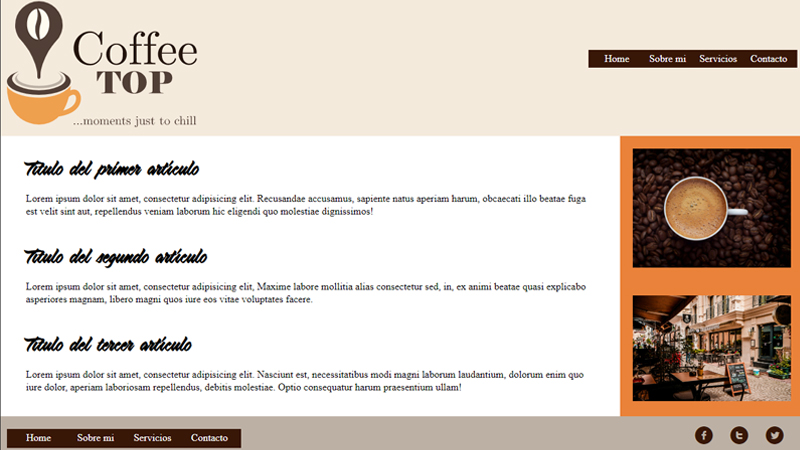 Coffee
TOP
...moments just to chill
Home Sobre mi Servicios Contacto
Titulo del primer artículo
Lorem ipsum dolor sit amet, consectetur adipisicing elit. Recusandae accusamus, sapiente natus aperiam harum, obcaecati illo beatae fuga
est velit sint aut, repellendus veniam laborum hic eligendi quo molestiae dignissimos!
Titulo del segundo artículo
Lorem ipsum dolor sit amet, consectetur adipisicing elit, Maxime labore mollitia alias consectetur sed, in, ex animi beatae quasi explicabo
asperiores magnam, libero magni quos iure eos vitae voluptates facere.
Titulo del tercer artículo
Lorem ipsum dolor sit amet, consectetur adipisicing elit. Nasciunt est, necessitatibus modi magni laborum laudantium, dolorum enim quo
iure dolor, aperiam laboriosam repellendus, debitis molestiae. Optio consequatur harum praesentium ullam!
Home Sobre mi Servicios Contacto